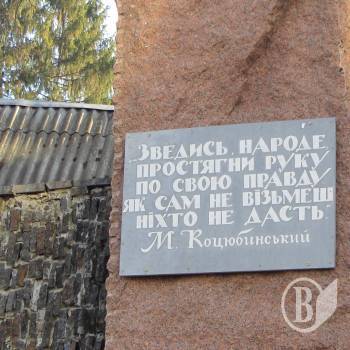 Зведись, народе,
простягни руку
по свою правду
як сам не візьмеш
ніхто не дасть.
М. Коцюбинський
В